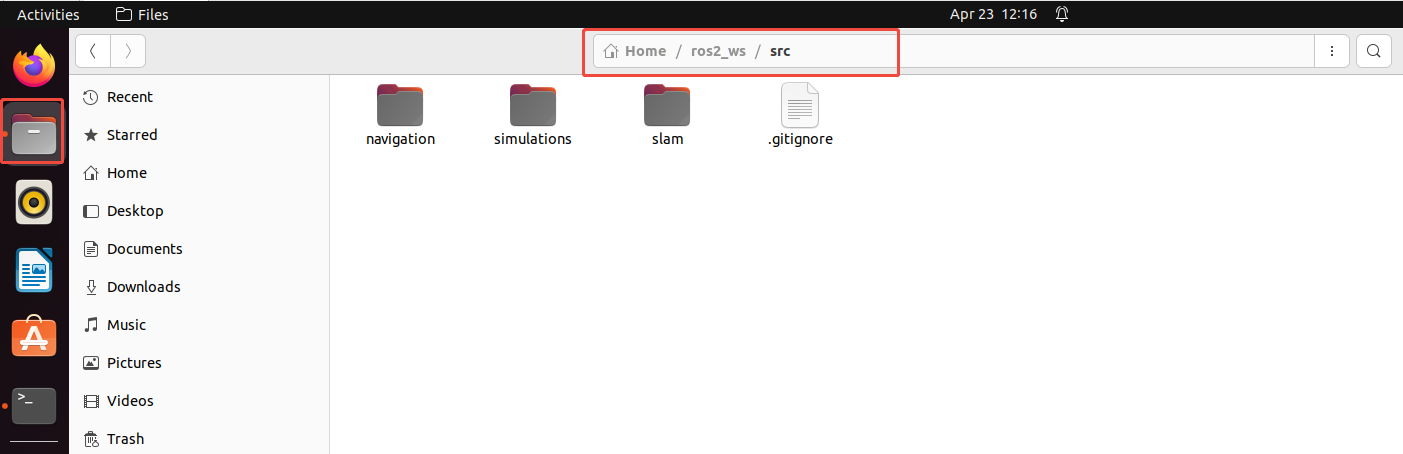 Activities Files Apr 23 12:16
Home / ros2_ws / src
Recent
Starred
Home
Desktop
Documents
Downloads
Music
Pictures
Videos
Trash
navigation simulations slam .gitignore
>_